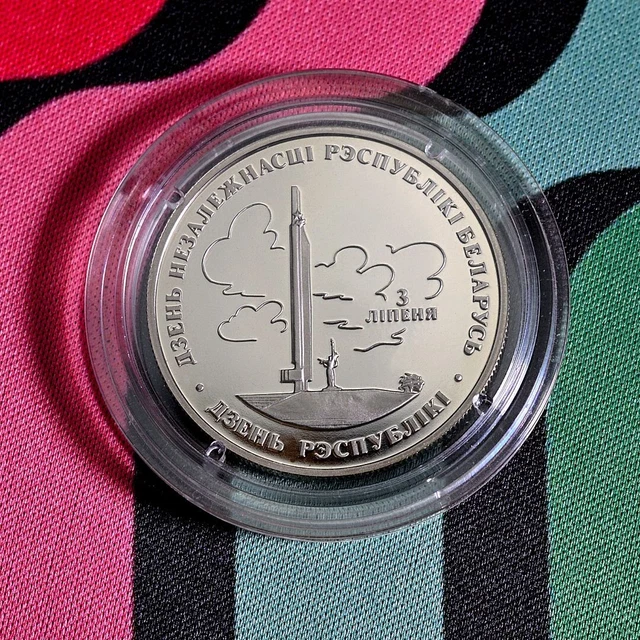 ДЗЕНЬ НЕЗАЛЕЖНАСЦІ РЭСПУБЛІКІ БЕЛАРУСЬ
3
ЛІПЕНЯ
• ДЗЕНЬ РЭСПУБЛІКІ •